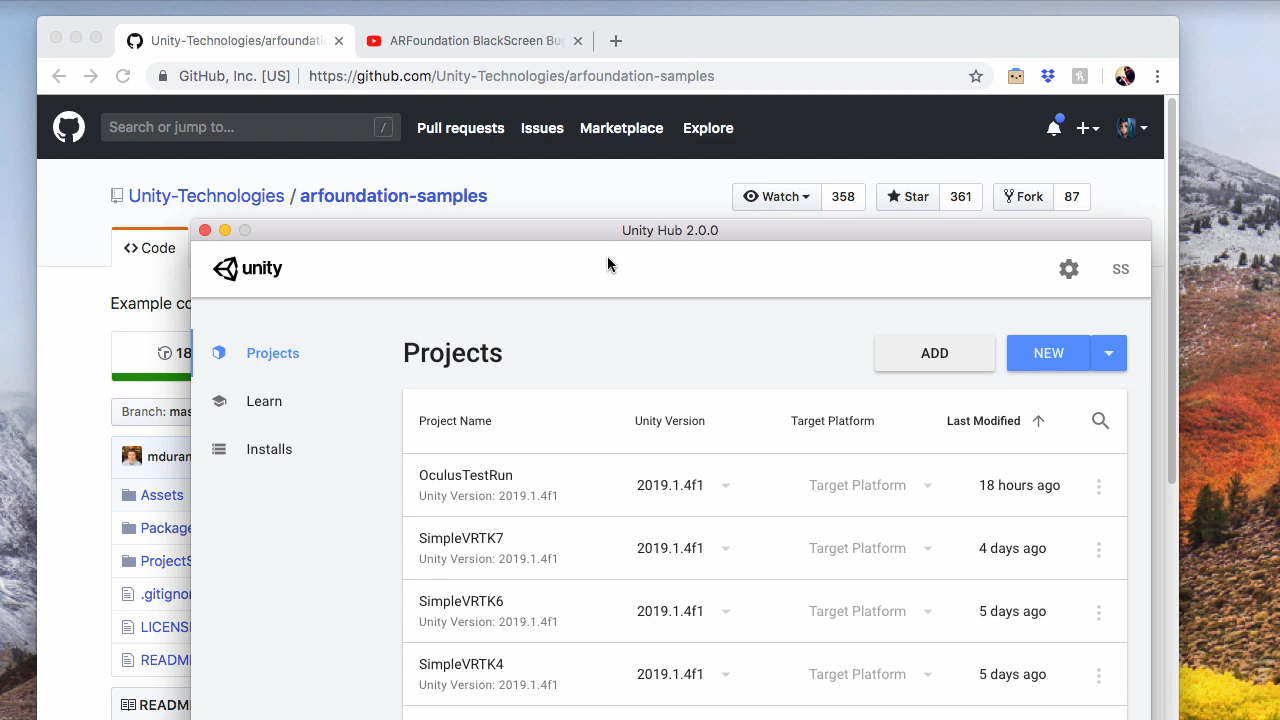 Unity-Technologies/arfoundati
ARFoundation BlackScreen Bu
GitHub, Inc. [US] https://github.com/Unity-Technologies/arfoundation-samples
Search or jump to... /
Pull requests Issues Marketplace Explore
Unity-Technologies / arfoundation-samples
Watch 358 Star 361 Fork 87
Unity Hub 2.0.0
<> Code
unity
SS
Example co
18
Projects
Learn
Installs
Projects
ADD
NEW
Project Name Unity Version Target Platform Last Modified
OculusTestRun
Unity Version: 2019.1.4f1
2019.1.4f1 Target Platform 18 hours ago
SimpleVRTK7
Unity Version: 2019.1.4f1
2019.1.4f1 Target Platform 4 days ago
SimpleVRTK6
Unity Version: 2019.1.4f1
2019.1.4f1 Target Platform 5 days ago
SimpleVRTK4
Unity Version: 2019.1.4f1
2019.1.4f1 Target Platform 5 days ago
Branch: mas
mduran
Assets
Package
ProjectS
.gitigno
LICENS
READM
README